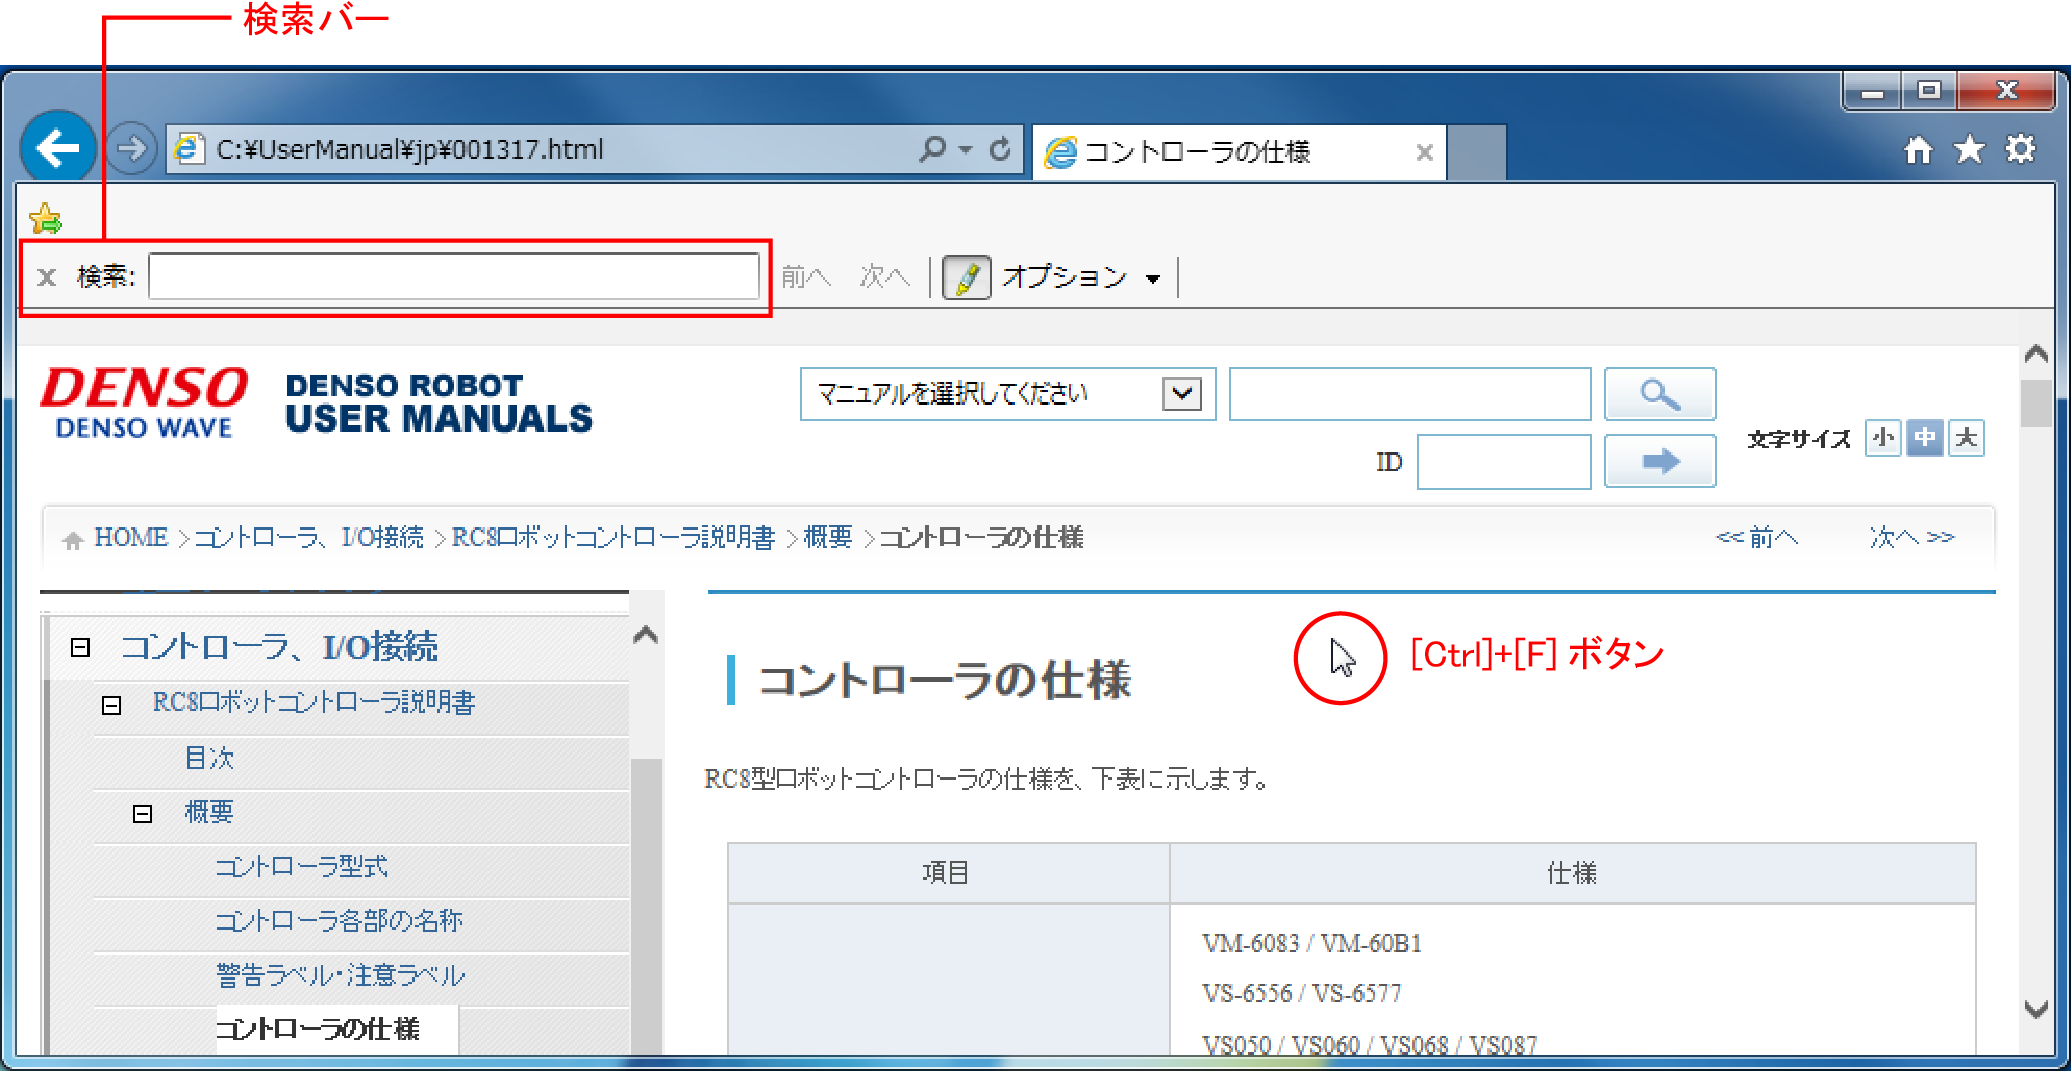 検索バー
C:¥UserManual¥jp¥001317.html
コントローラの仕様
検索:
前へ 次へ
オプション
DENSO
DENSO WAVE
DENSO ROBOT
USER MANUALS
マニュアルを選択してください
ID
文字サイズ 小 中 大
HOME >コントローラ、I/O接続 >RC8ロボットコントローラ説明書 >概要 >コントローラの仕様
<<前へ 次へ>>
コントローラ、I/O接続
RC8ロボットコントローラ説明書
目次
概要
コントローラ型式
コントローラ各部の名称
警告ラベル・注意ラベル
コントローラの仕様
コントローラの仕様
[Ctrl]+[F] ボタン
RC8型ロボットコントローラの仕様を、下表に示します。
項目 仕様
VM-6083 / VM-60B1
VS-6556 / VS-6577
VS050 / VS060 / VS068 / VS087